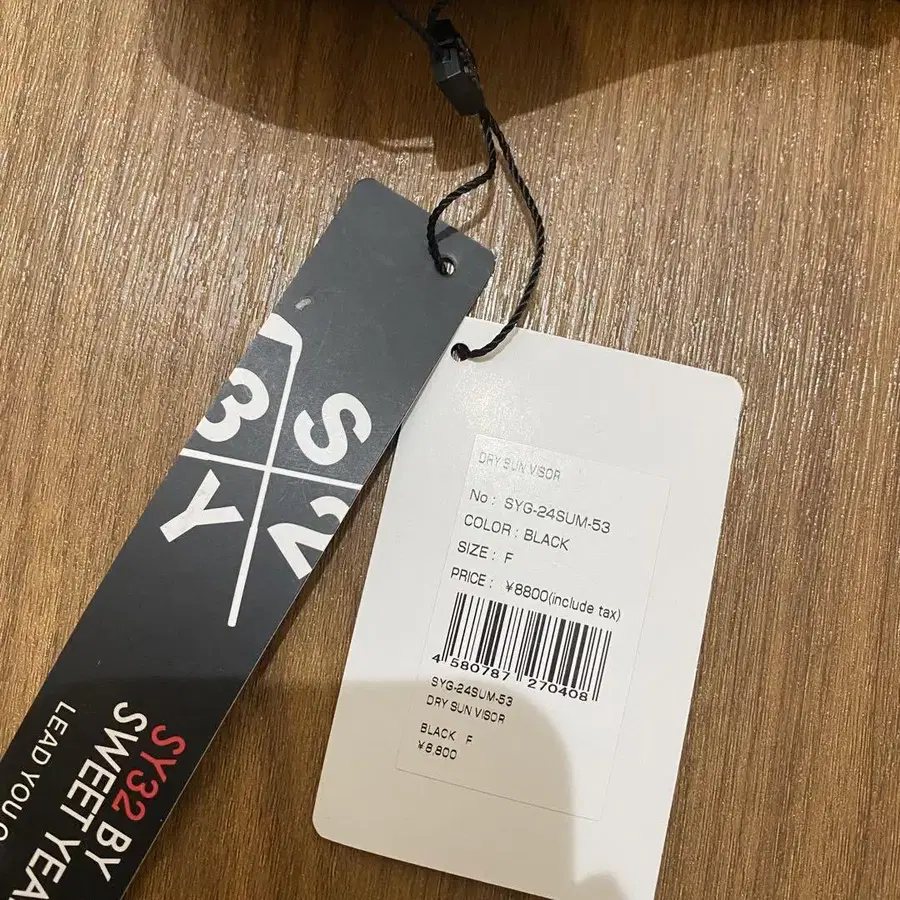 S Y
3 2
SY32 BY
SWEET YEA
LEAD YOU
DRY SUN VISOR
No : SYG-24SUM-53
COLOR : BLACK
SIZE : F
PRICE : ¥8800(include tax)
4 580787 270408
SYG-24SUM-53
DRY SUN VISOR
BLACK F
¥8,800